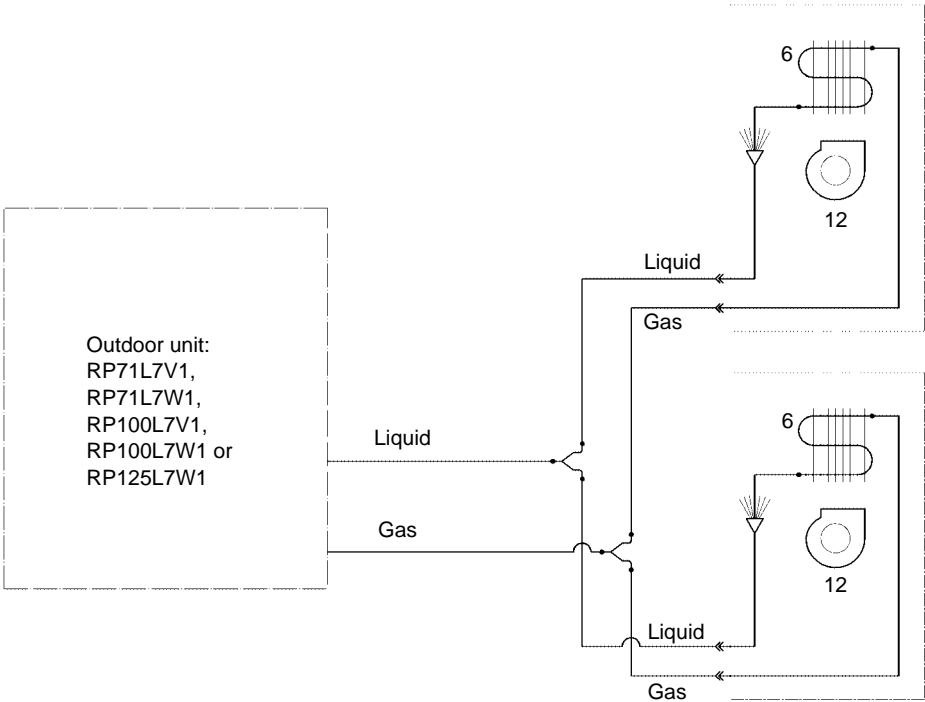 6
12
Liquid
Gas
Outdoor unit:
RP71L7V1,
RP71L7W1,
RP100L7V1,
RP100L7W1 or
RP125L7W1
Liquid
Gas
6
12
Liquid
Gas